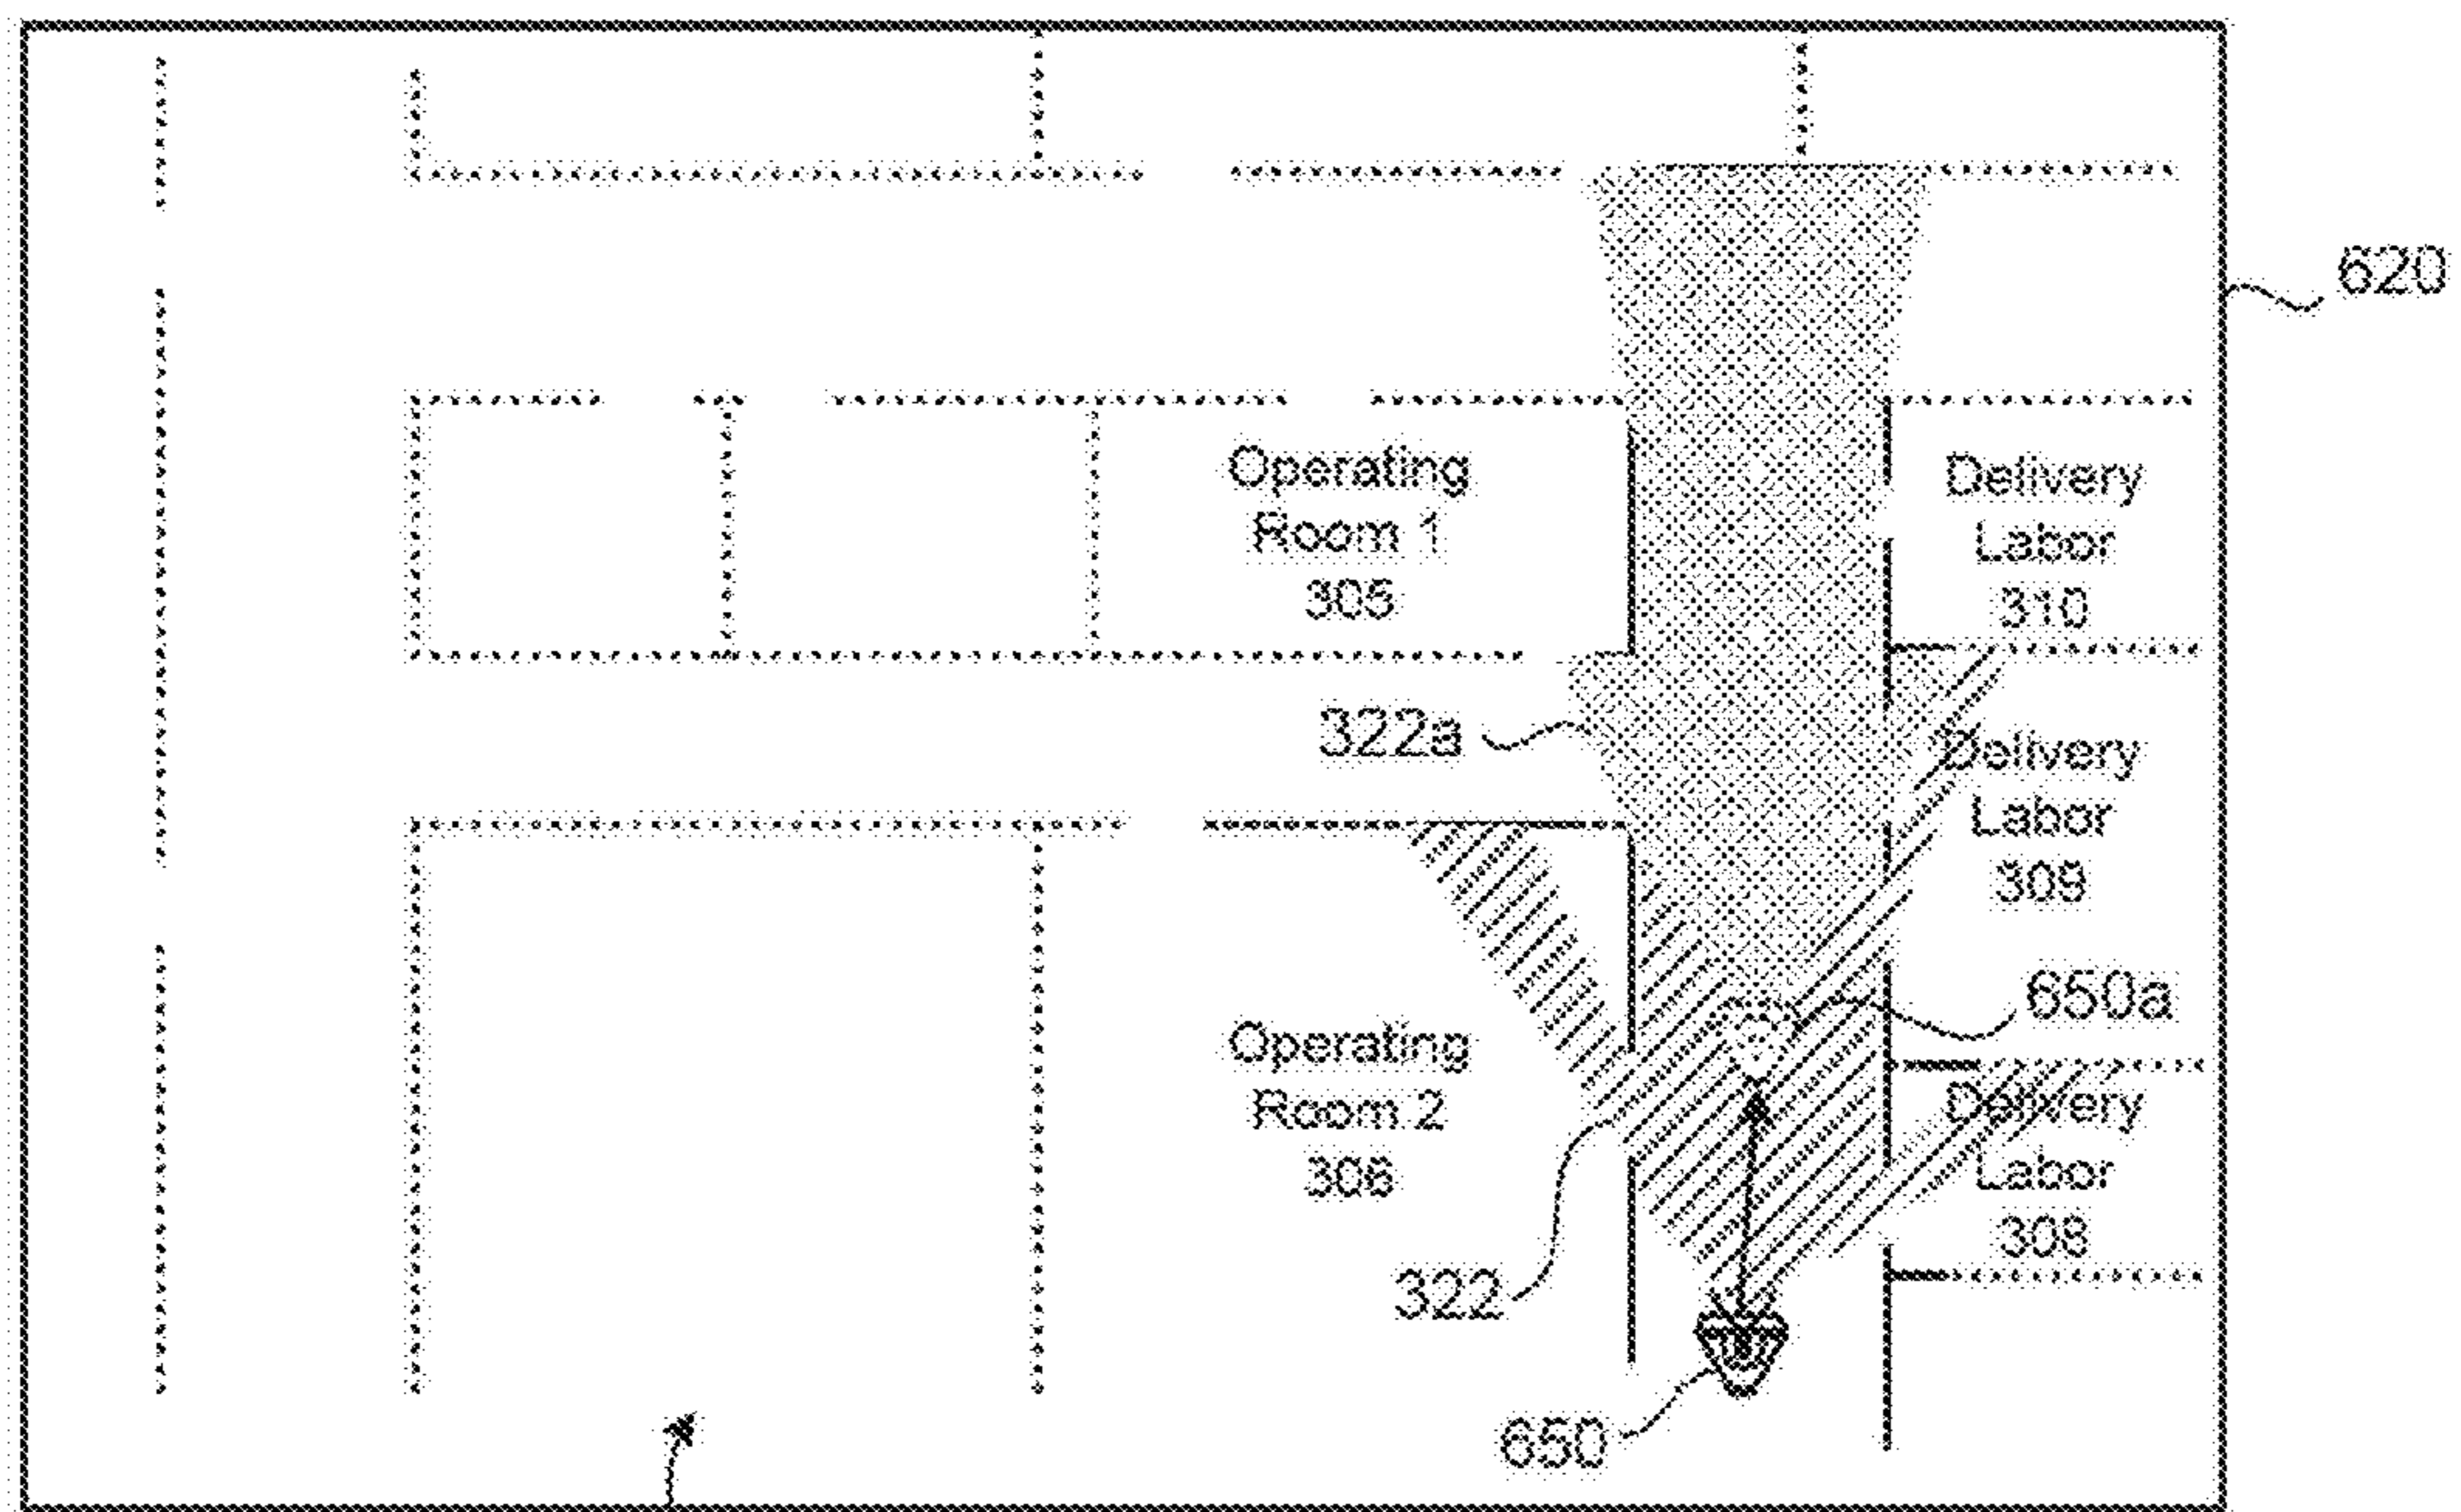 620
Operating
Room 1
305
Delivery
Labor
310
322a
Delivery
Labor
309
650a
Operating
Room 2
306
Delivery
Labor
308
322
650